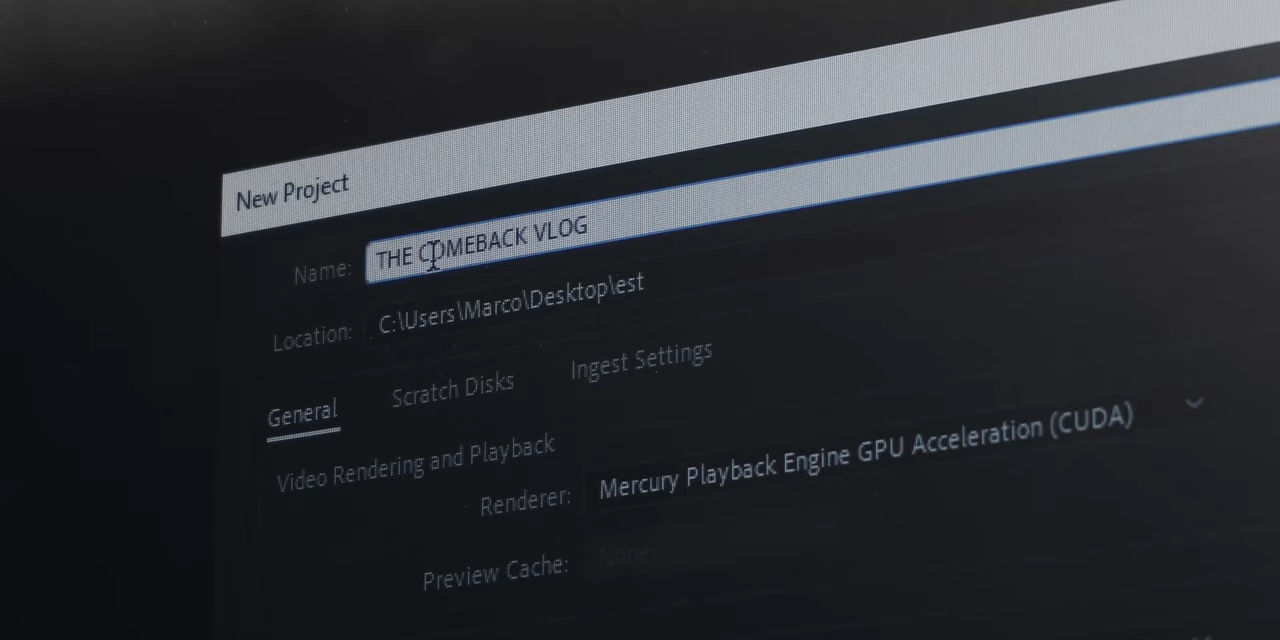 New Project
Name: THE COMEBACK VLOG
Location: C:\Users\Marco\Desktop\est
General Scratch Disks Ingest Settings
Video Rendering and Playback
Renderer: Mercury Playback Engine GPU Acceleration (CUDA)
Preview Cache: None